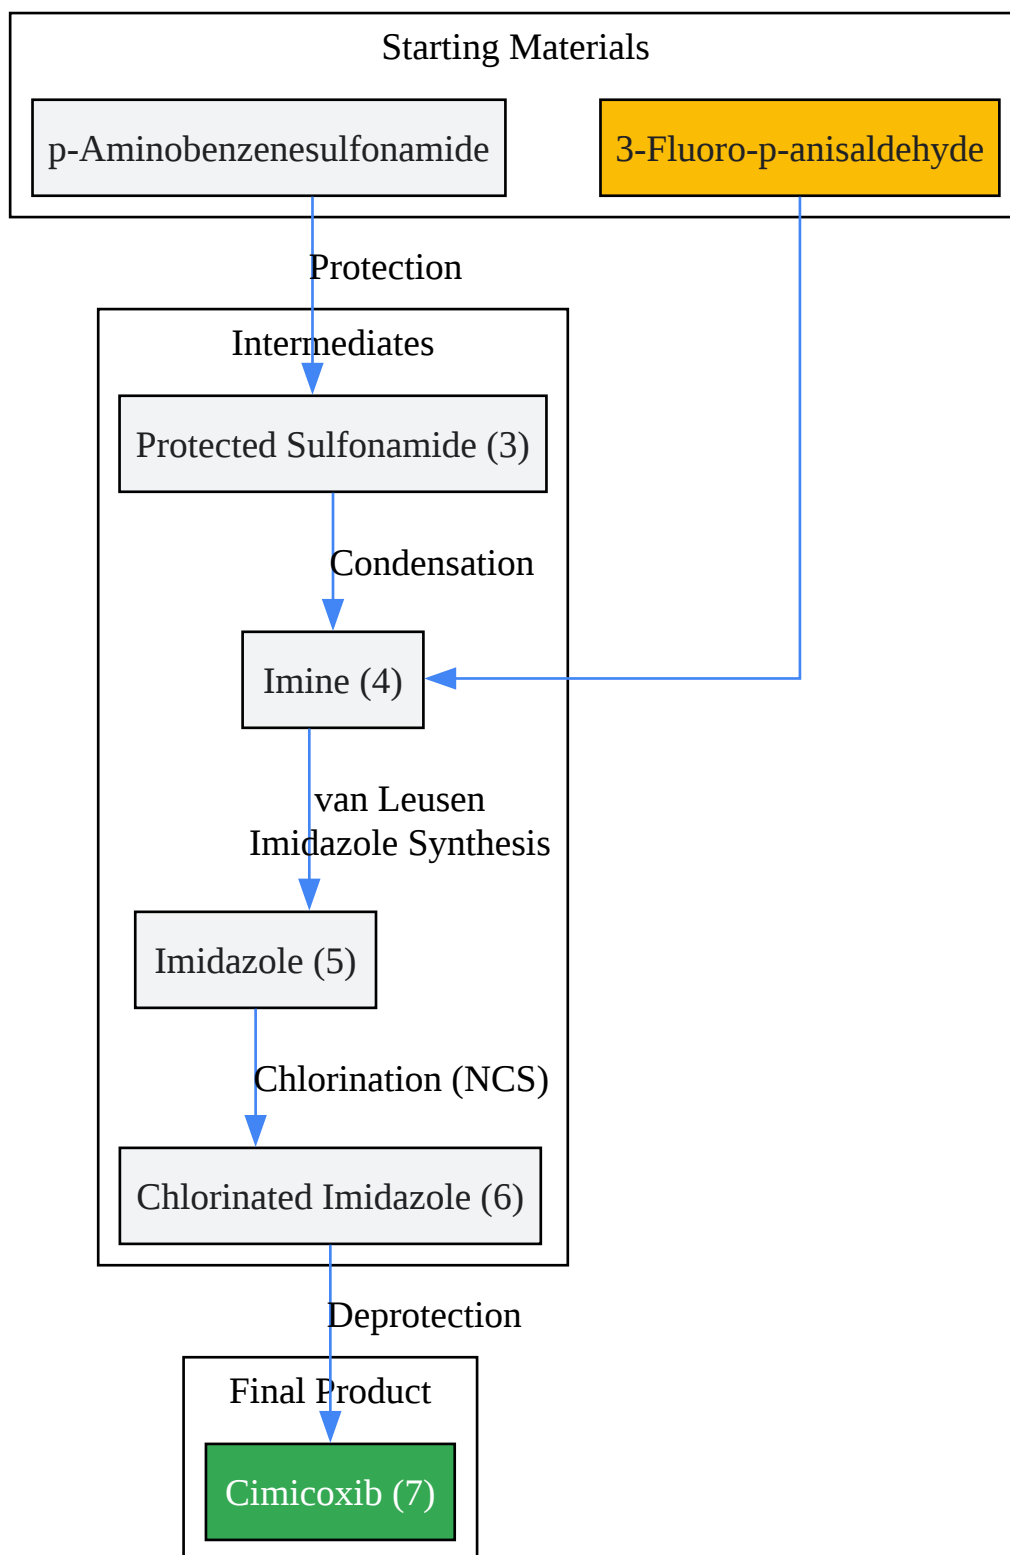 Starting Materials
p-Aminobenzenesulfonamide
3-Fluoro-p-anisaldehyde
Protection
Intermediates
Protected Sulfonamide (3)
Condensation
Imine (4)
van Leusen
Imidazole Synthesis
Imidazole (5)
Chlorination (NCS)
Chlorinated Imidazole (6)
Deprotection
Final Product
Cimicoxib (7)